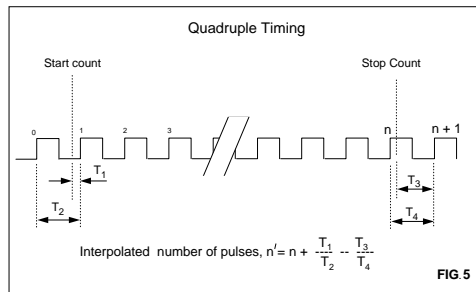 Quadruple Timing
Start count
Stop Count
0 1 2 3 n n + 1
T1
T3
T2
T4
Interpolated number of pulses, n' = n + T1/T2 -- T3/T4
FIG.5